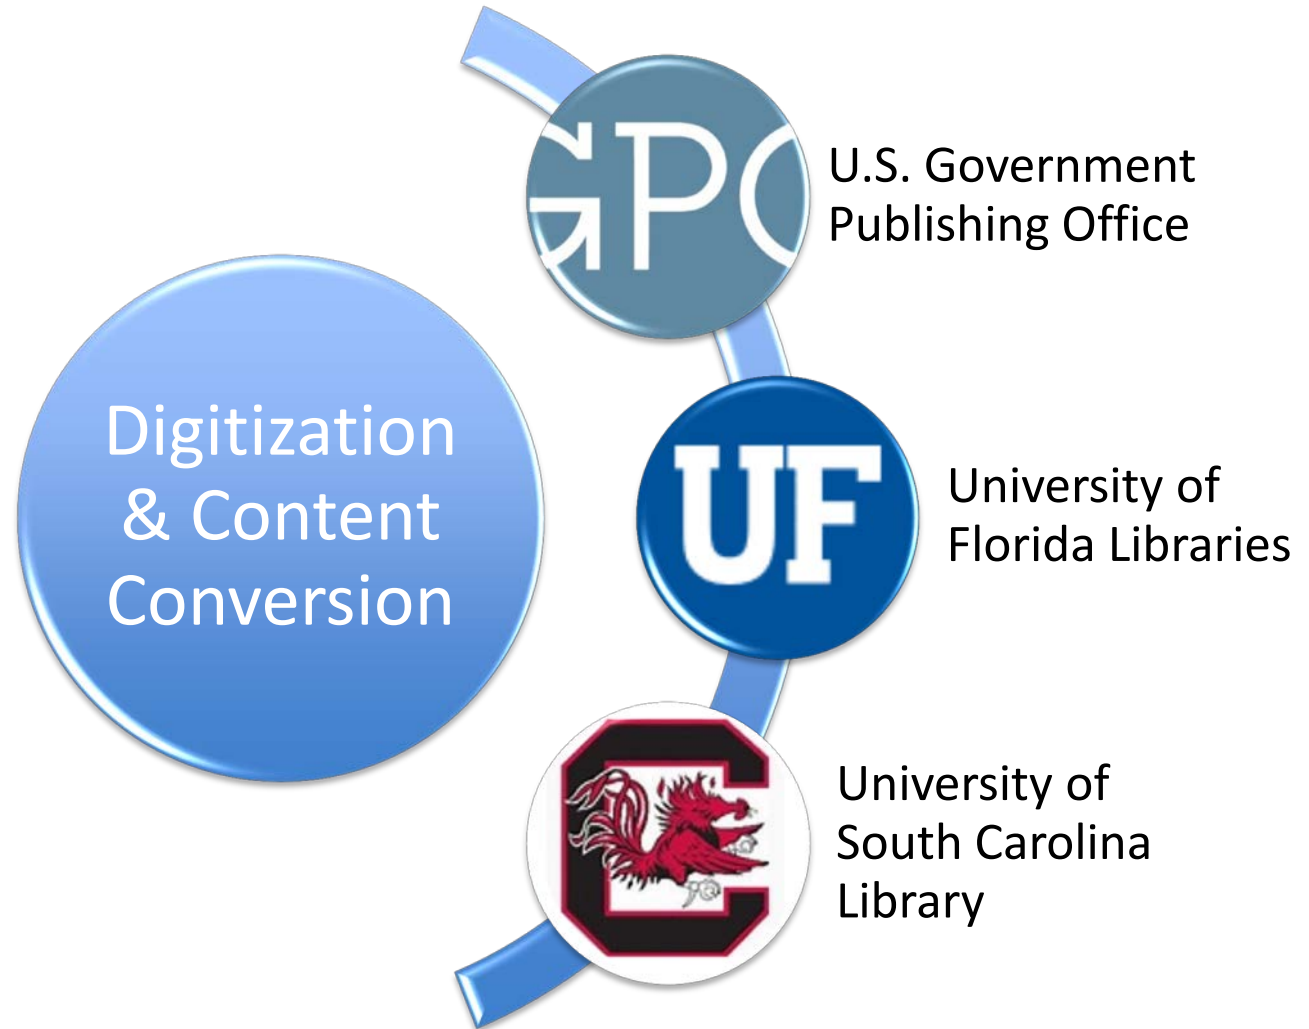 Digitization
& Content
Conversion
GPO
U.S. Government
Publishing Office
UF
University of
Florida Libraries
C
University of
South Carolina
Library